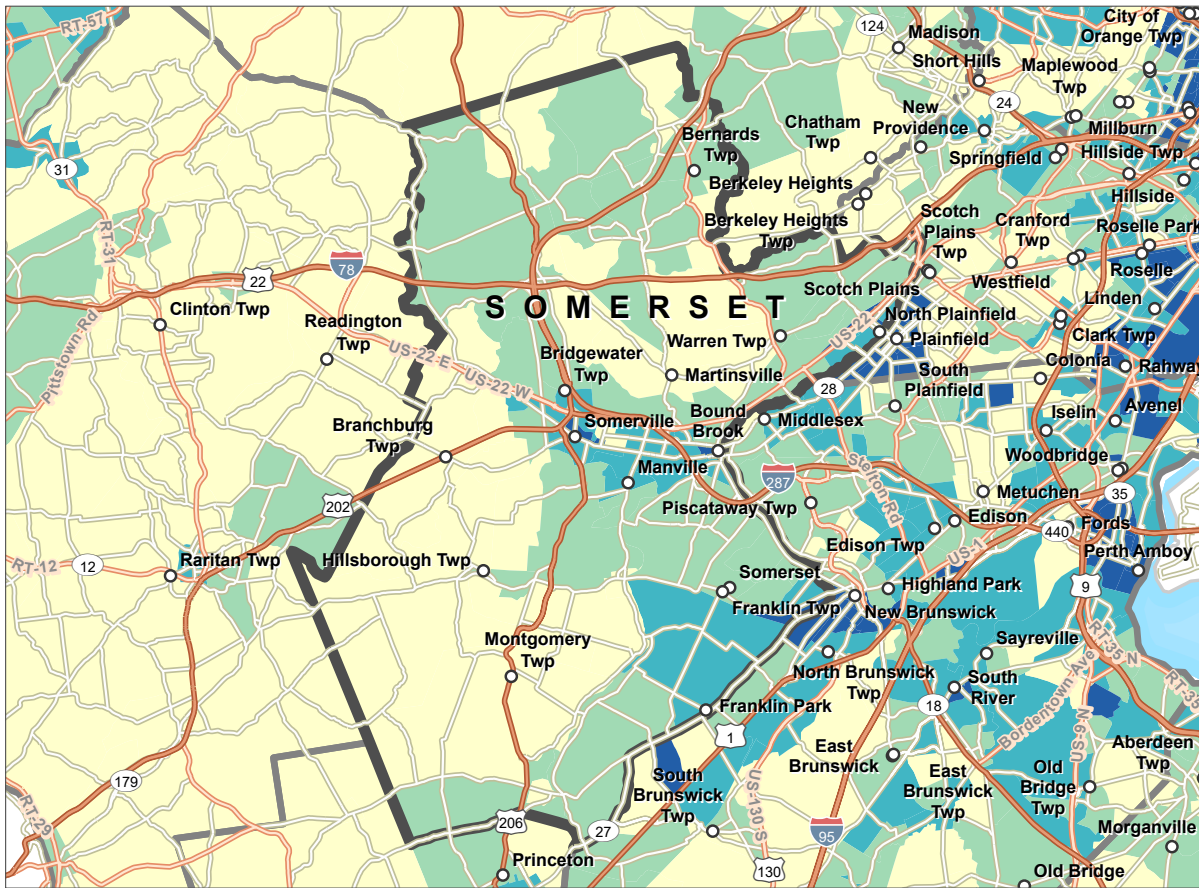 RT-57
124
Madison
City of
Orange Twp
Short Hills
Maplewood
Twp
24
New
Providence
Chatham
Twp
Bernards
Twp
Millburn
Springfield
Hillside Twp
31
Berkeley Heights
Hillside
Berkeley Heights
Twp
Scotch
Plains
Twp
Cranford
Twp
Roselle Park
RT-31
78
22
Westfield
Roselle
Clinton Twp
SOMERSET
Scotch Plains
Linden
Readington
Twp
US-22
North Plainfield
Plainfield
Clark Twp
Pittstown-Rd
US-22-E
US-22-W
Bridgewater
Twp
Warren Twp
Martinsville
South
Plainfield
Colonia
Rahway
28
Branchburg
Twp
Somerville
Bound
Brook
Middlesex
Iselin
Avenel
Manville
287
Woodbridge
stelton Rd
Metuchen
35
202
Piscataway Twp
Edison
440
Fords
Edison Twp
US-1
RT-12
12
Raritan Twp
Hillsborough Twp
Perth Amboy
Somerset
Highland Park
9
Franklin Twp
New Brunswick
RT-35 N
Montgomery
Twp
Sayreville
North Brunswick
Twp
South
River
Bordentown-Ave
RT-35
Franklin Park
18
1
US-9 N
179
South
Brunswick
Twp
US-130-S
East
Brunswick
East
Brunswick
Twp
Old
Bridge
Twp
Aberdeen
Twp
RT-29
206
27
95
Morganville
Princeton
130
Old Bridge